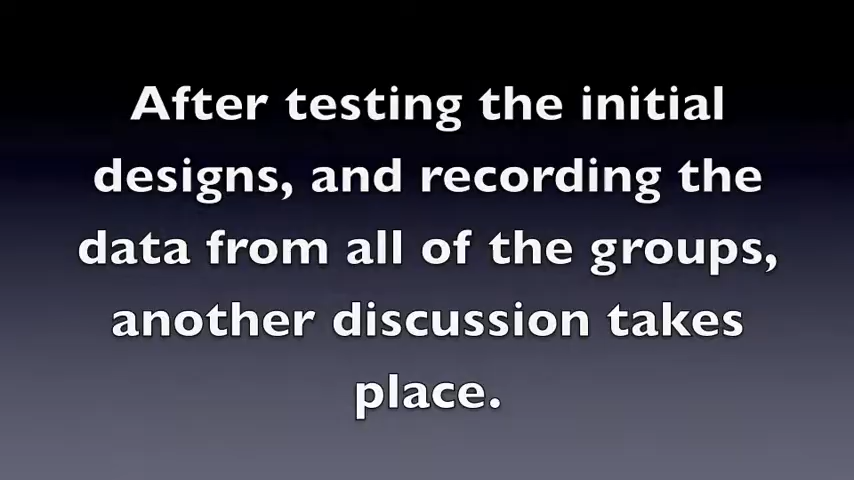 After testing the initial
designs, and recording the
data from all of the groups,
another discussion takes
place.